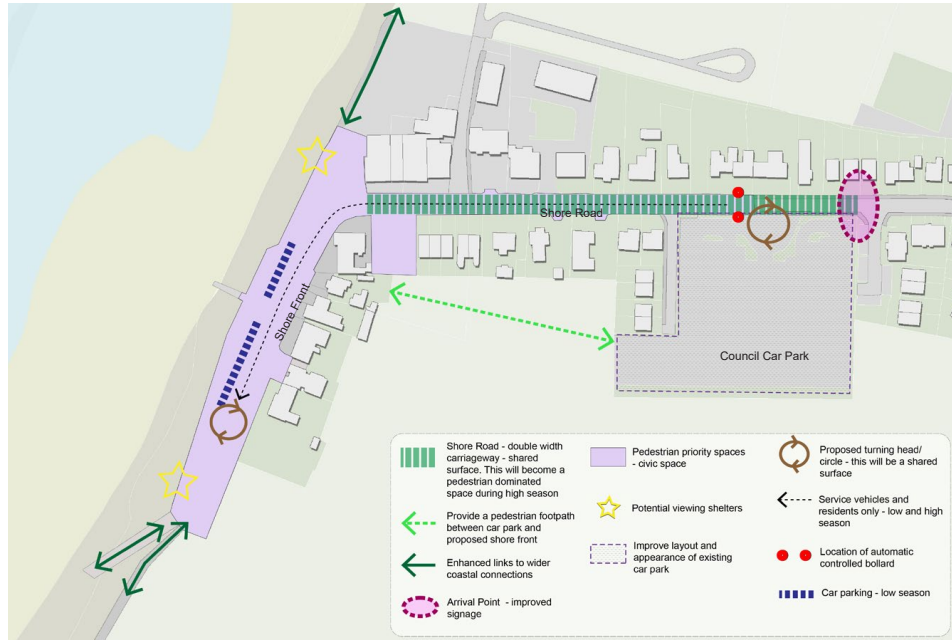 Shore Road
Shore Front
Council Car Park
Shore Road - double width
carriageway - shared
surface. This will become a
pedestrian dominated
space during high season
Provide a pedestrian footpath
between car park and
proposed shore front
Enhanced links to wider
coastal connections
Arrival Point - improved
signage
Pedestrian priority spaces
- civic space
Potential viewing shelters
Improve layout and
appearance of existing
car park
Proposed turning head/
circle - this will be a shared
surface
Service vehicles and
residents only - low and high
season
Location of automatic
controlled bollard
Car parking - low season